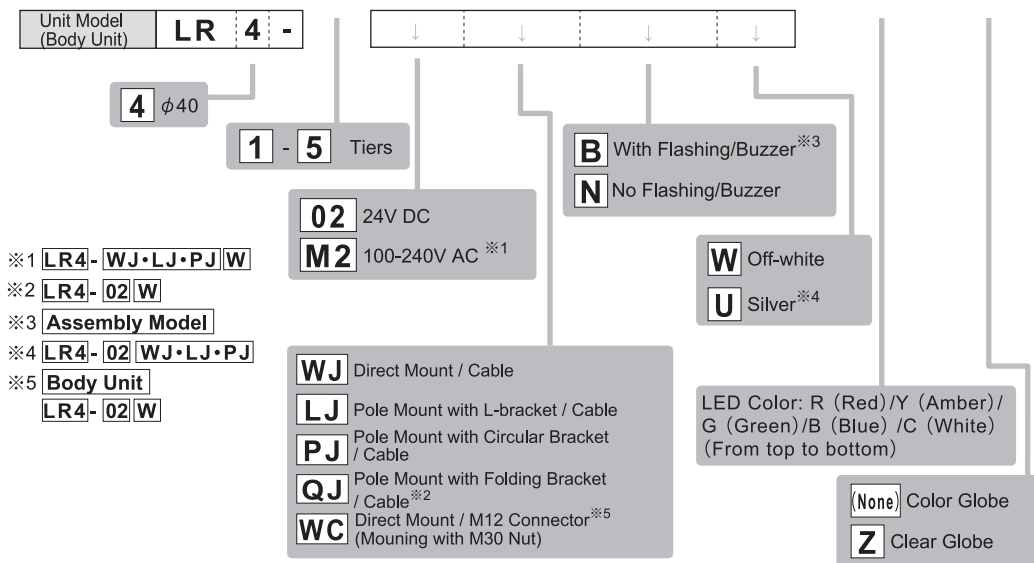 Unit Model
(Body Unit)
LR 4 -
↓ ↓ ↓ ↓
4 φ40
1 - 5 Tiers
02 24V DC
M2 100-240V AC ※1
B With Flashing/Buzzer※3
N No Flashing/Buzzer
W Off-white
U Silver※4
※1 LR4- WJ・LJ・PJ W
※2 LR4- 02 W
※3 Assembly Model
※4 LR4- 02 WJ・LJ・PJ
※5 Body Unit
LR4- 02 W
WJ Direct Mount / Cable
LJ Pole Mount with L-bracket / Cable
PJ Pole Mount with Circular Bracket
/ Cable
QJ Pole Mount with Folding Bracket
/ Cable※2
WC Direct Mount / M12 Connector※5
(Mouning with M30 Nut)
LED Color: R (Red)/Y (Amber)/
G (Green)/B (Blue) /C (White)
(From top to bottom)
(None) Color Globe
Z Clear Globe